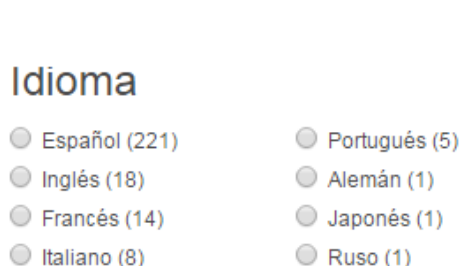 Idioma
Español (221)
Inglés (18)
Francés (14)
Italiano (8)
Portugués (5)
Alemán (1)
Japonés (1)
Ruso (1)